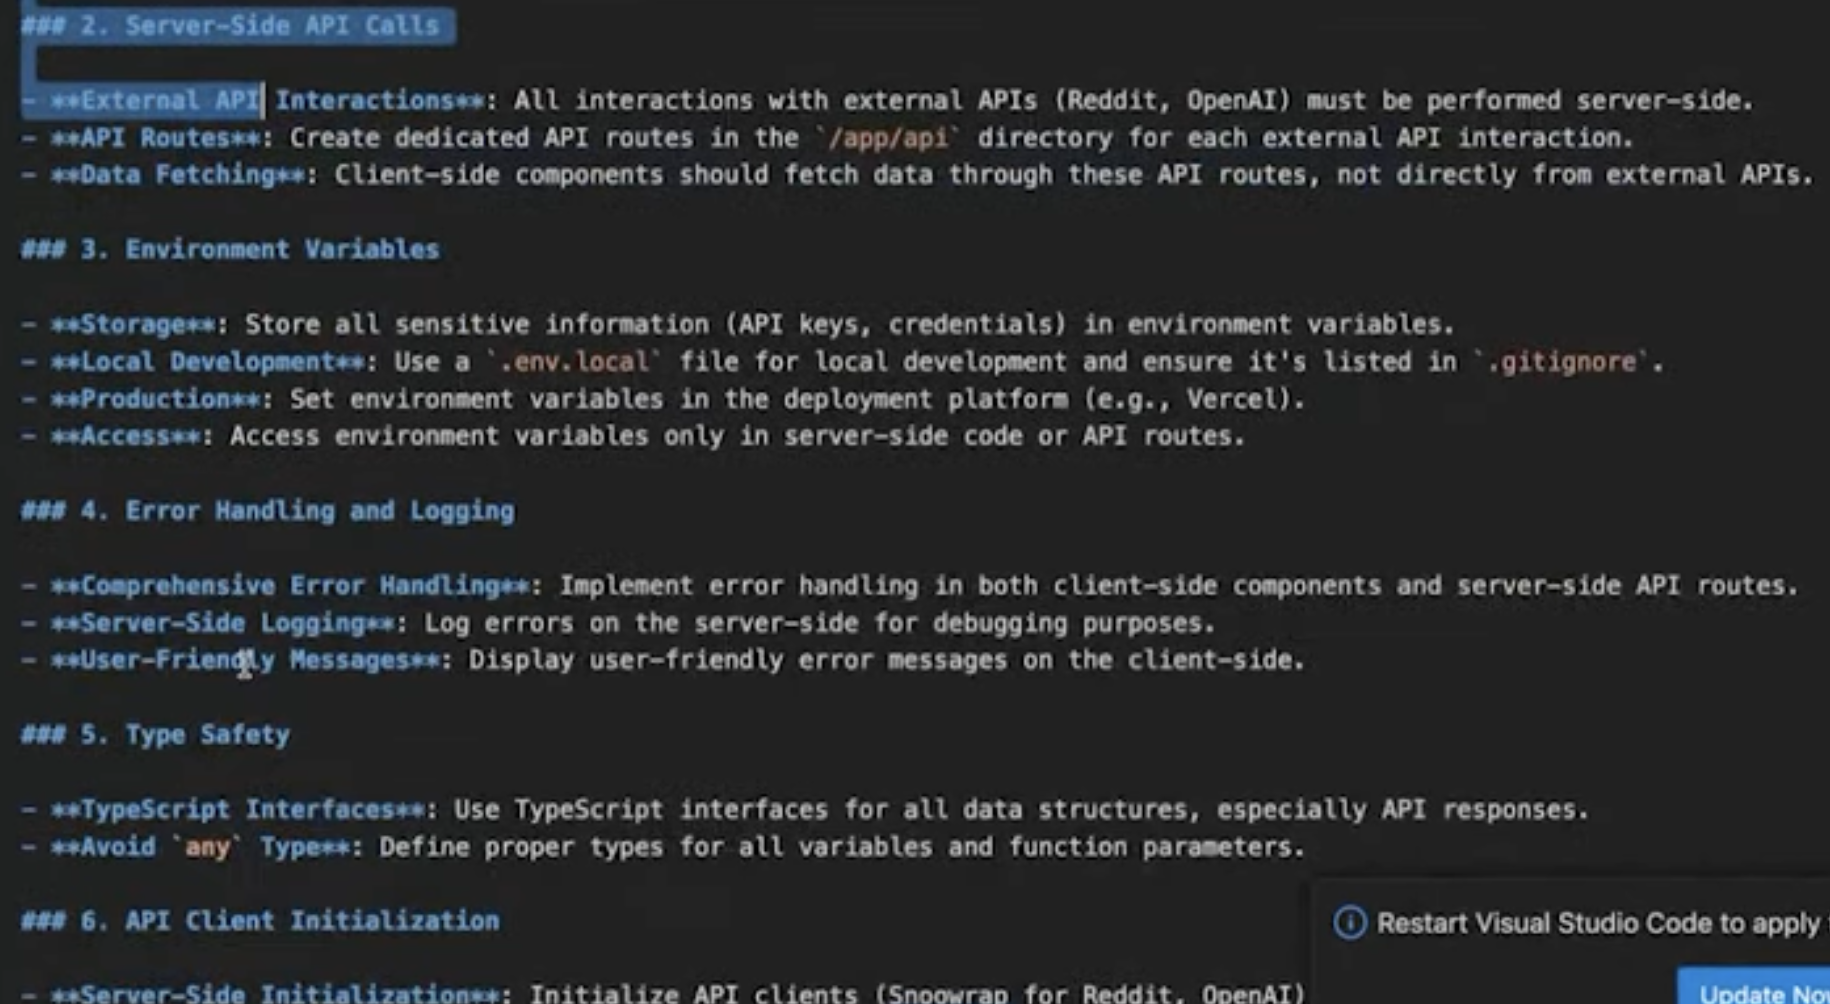 ### 2. Server-Side API Calls
- **External API Interactions**: All interactions with external APIs (Reddit, OpenAI) must be performed server-side.
- **API Routes**: Create dedicated API routes in the `/app/api` directory for each external API interaction.
- **Data Fetching**: Client-side components should fetch data through these API routes, not directly from external APIs.
### 3. Environment Variables
- **Storage**: Store all sensitive information (API keys, credentials) in environment variables.
- **Local Development**: Use a `.env.local` file for local development and ensure it's listed in `.gitignore`.
- **Production**: Set environment variables in the deployment platform (e.g., Vercel).
- **Access**: Access environment variables only in server-side code or API routes.
### 4. Error Handling and Logging
- **Comprehensive Error Handling**: Implement error handling in both client-side components and server-side API routes.
- **Server-Side Logging**: Log errors on the server-side for debugging purposes.
- **User-Friendly Messages**: Display user-friendly error messages on the client-side.
### 5. Type Safety
- **TypeScript Interfaces**: Use TypeScript interfaces for all data structures, especially API responses.
- **Avoid `any` Type**: Define proper types for all variables and function parameters.
### 6. API Client Initialization
- **Server-Side Initialization**: Initialize API clients (Snoowrap for Reddit, OpenAI)
Restart Visual Studio Code to apply
Update Now